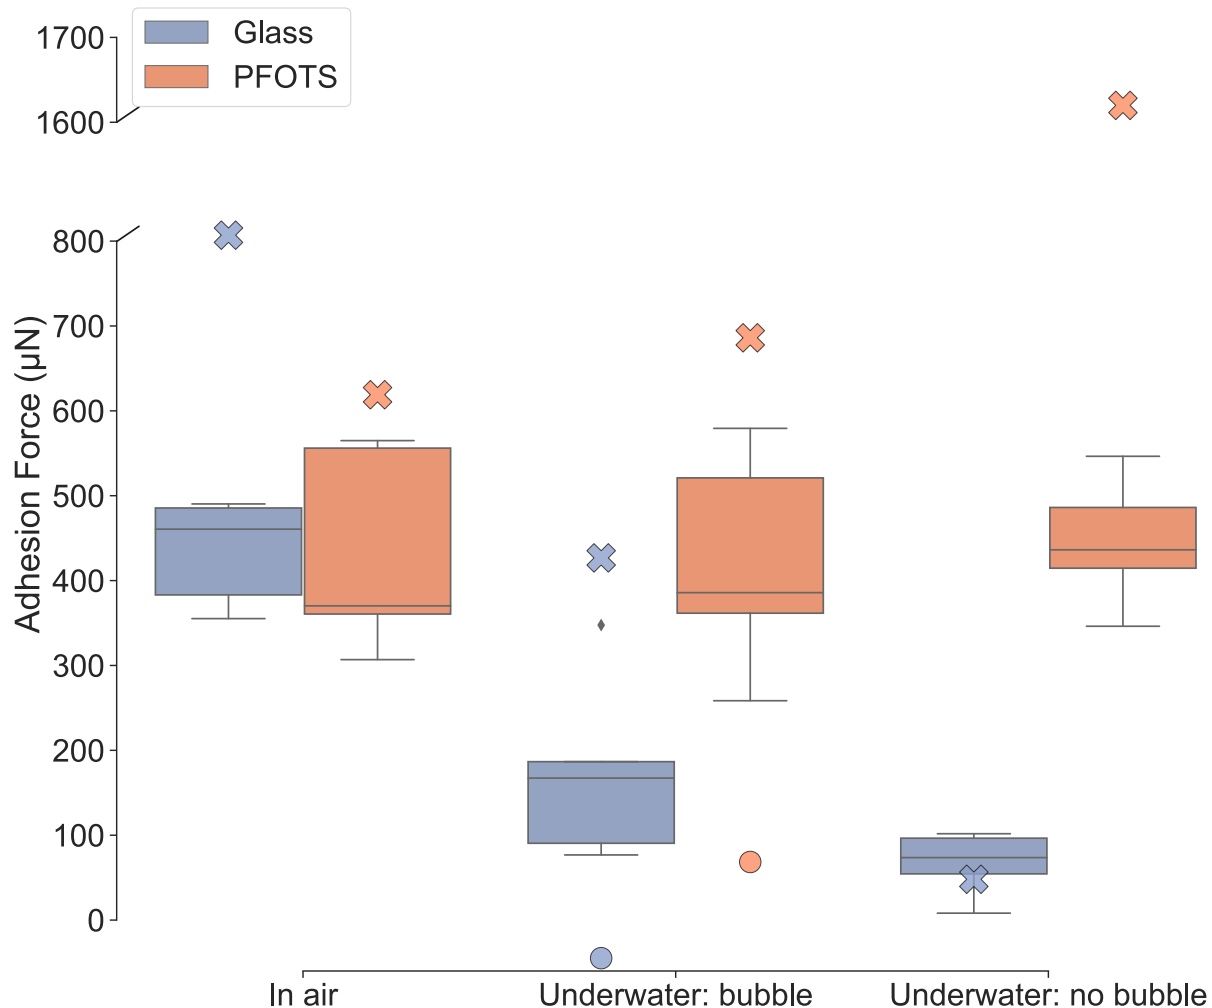 Glass
PFOTS
1700
1600
800
700
600
500
400
300
200
100
0
Adhesion Force (µN)
In air
Underwater: bubble
Underwater: no bubble